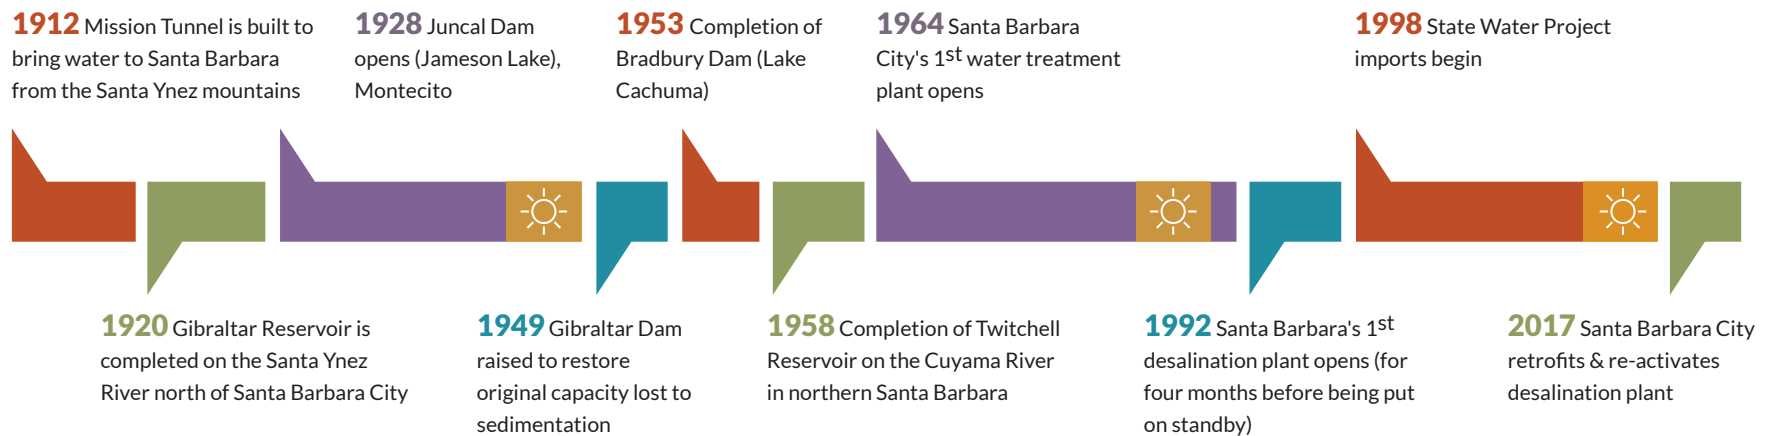 1912 Mission Tunnel is built to
bring water to Santa Barbara
from the Santa Ynez mountains
1928 Juncal Dam
opens (Jameson Lake),
Montecito
1953 Completion of
Bradbury Dam (Lake
Cachuma)
1964 Santa Barbara
City's 1st water treatment
plant opens
1998 State Water Project
imports begin
1920 Gibraltar Reservoir is
completed on the Santa Ynez
River north of Santa Barbara City
1949 Gibraltar Dam
raised to restore
original capacity lost to
sedimentation
1958 Completion of Twitchell
Reservoir on the Cuyama River
in northern Santa Barbara
1992 Santa Barbara's 1st
desalination plant opens (for
four months before being put
on standby)
2017 Santa Barbara City
retrofits & re-activates
desalination plant